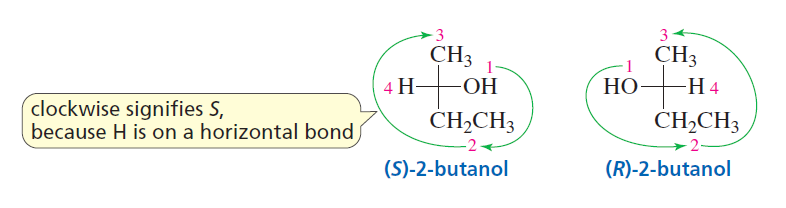 3 3
CH₃ CH₃
1 1
4 H OH HO H 4
clockwise signifies S,
because H is on a horizontal bond
CH₂CH₃ CH₂CH₃
2 2
(S)-2-butanol (R)-2-butanol